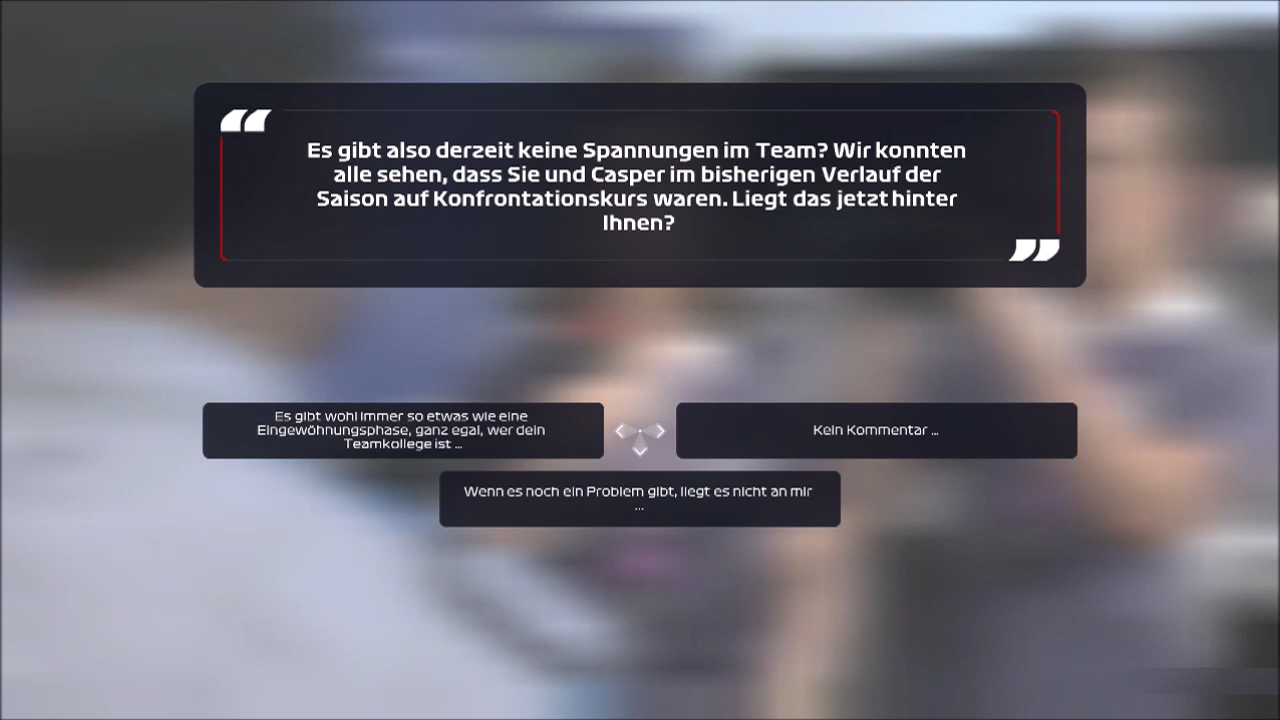 Es gibt also derzeit keine Spannungen im Team? Wir konnten
alle sehen, dass Sie und Casper im bisherigen Verlauf der
Saison auf Konfrontationskurs waren. Liegt das jetzt hinter
Ihnen?
Es gibt wohl immer so etwas wie eine
Eingewöhnungsphase, ganz egal, wer dein
Teamkollege ist ...
Kein Kommentar ...
Wenn es noch ein Problem gibt, liegt es nicht an mir
...